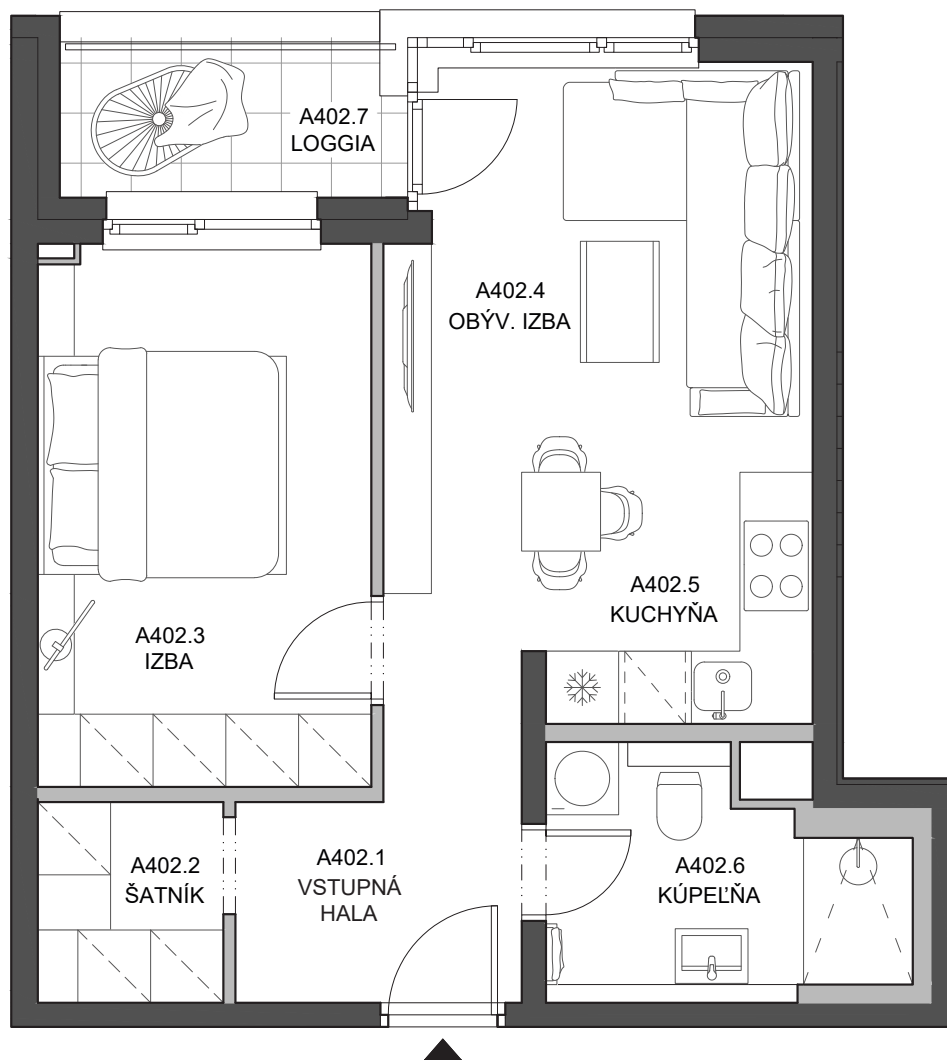 A402.7
LOGGIA
A402.4
OBÝV. IZBA
A402.5
KUCHYŇA
A402.3
IZBA
A402.2
ŠATNÍK
A402.1
VSTUPNÁ
HALA
A402.6
KÚPEĽŇA